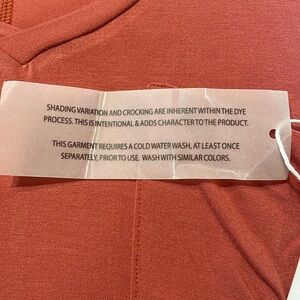 SHADING VARIATION AND CROCKING ARE INHERENT WITHIN THE DYE
PROCESS. THIS IS INTENTIONAL & ADDS CHARACTER TO THE PRODUCT.
THIS GARMENT REQUIRES A COLD WATER WASH, AT LEAST ONCE
SEPARATELY, PRIOR TO USE. WASH WITH SIMILAR COLORS.